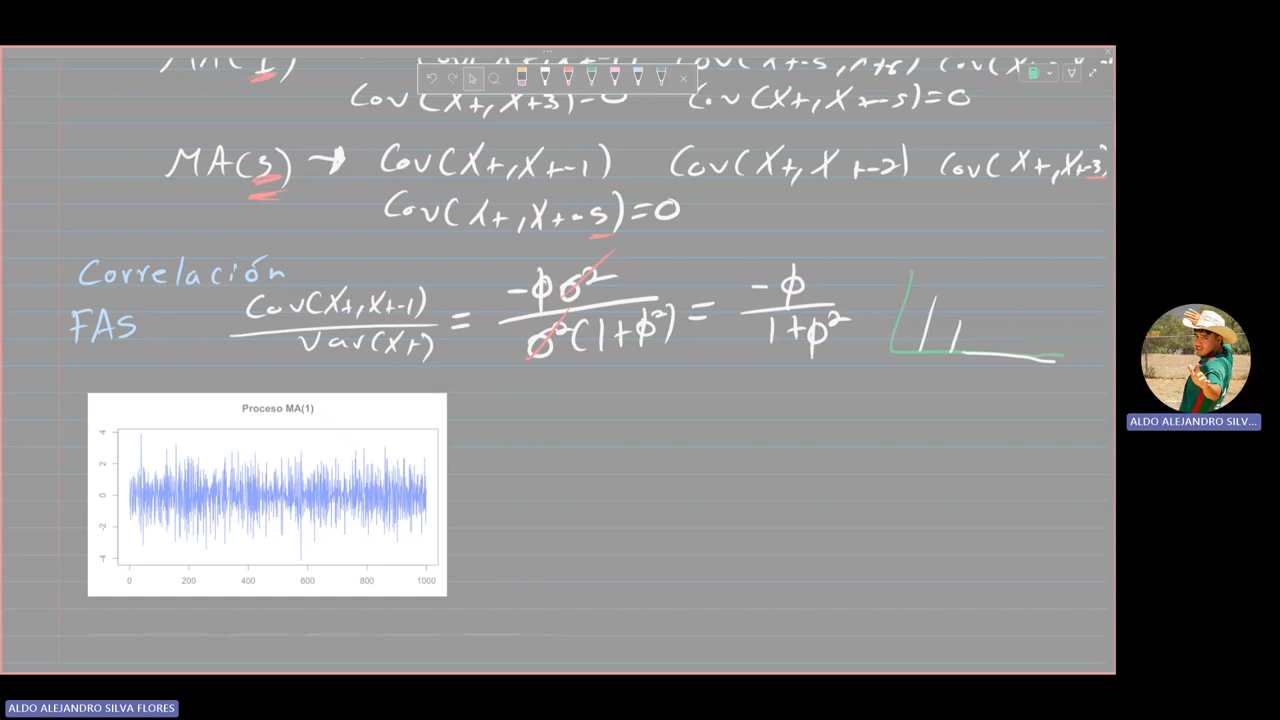 MA(1)
Cov(Xt, Xt-3)=0 Cov(Xt, Xt-5)=0
MA(s) → Cov(Xt, Xt-1) Cov(Xt, Xt-2) Cov(Xt, Xt-3)
Cov(Xt, Xt-s)=0
Correlación
FAS
Cov(Xt, Xt-1) / Var(Xt) = -ϕσ² / σ²(1+ϕ²) = -ϕ / 1+ϕ²
Proceso MA(1)
4
2
0
-2
-4
0 200 400 600 800 1000
ALDO ALEJANDRO SILV...
ALDO ALEJANDRO SILVA FLORES